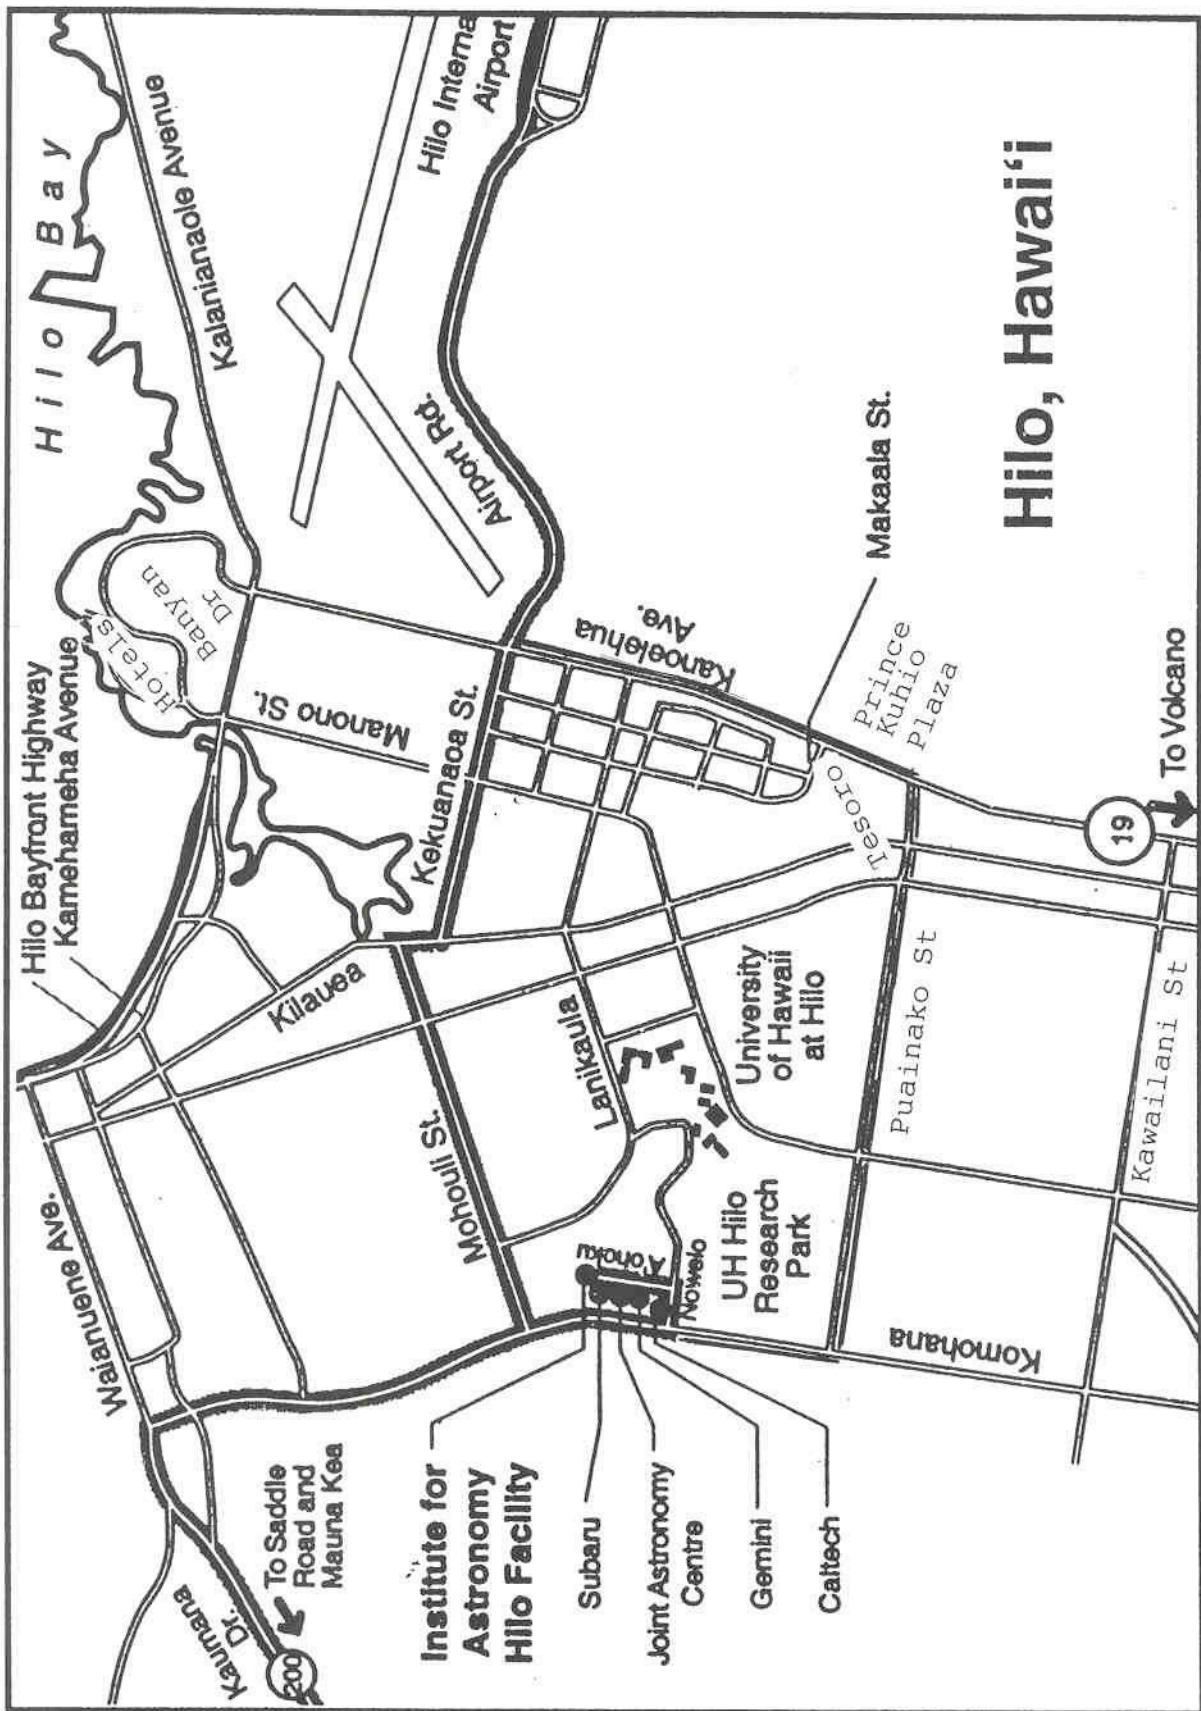 Hilo Bay
Hilo Bayfront Highway
Kamehameha Avenue
Hotels
Banyan
Dr
Kalanianaole Avenue
Hilo Interna
Airport
Airport Rd.
Waianuene Ave.
Kaumana
Dr.
200
To Saddle
Road and
Mauna Kea
Kilauea
Manono St.
Kekuanaoa St.
Mohouli St.
Kanoelehua
Ave.
Lanikaula
Makaala St.
Prince
Kuhio
Plaza
Tesoro
University
of Hawaii
at Hilo
UH Hilo
Research
Park
A'ohoku
Nowelo
Komohana
Puainako St
Kawailani St
19
To Volcano
Institute for
Astronomy
Hilo Facility
Subaru
Joint Astronomy
Centre
Gemini
Caltech
Hilo, Hawai‘i